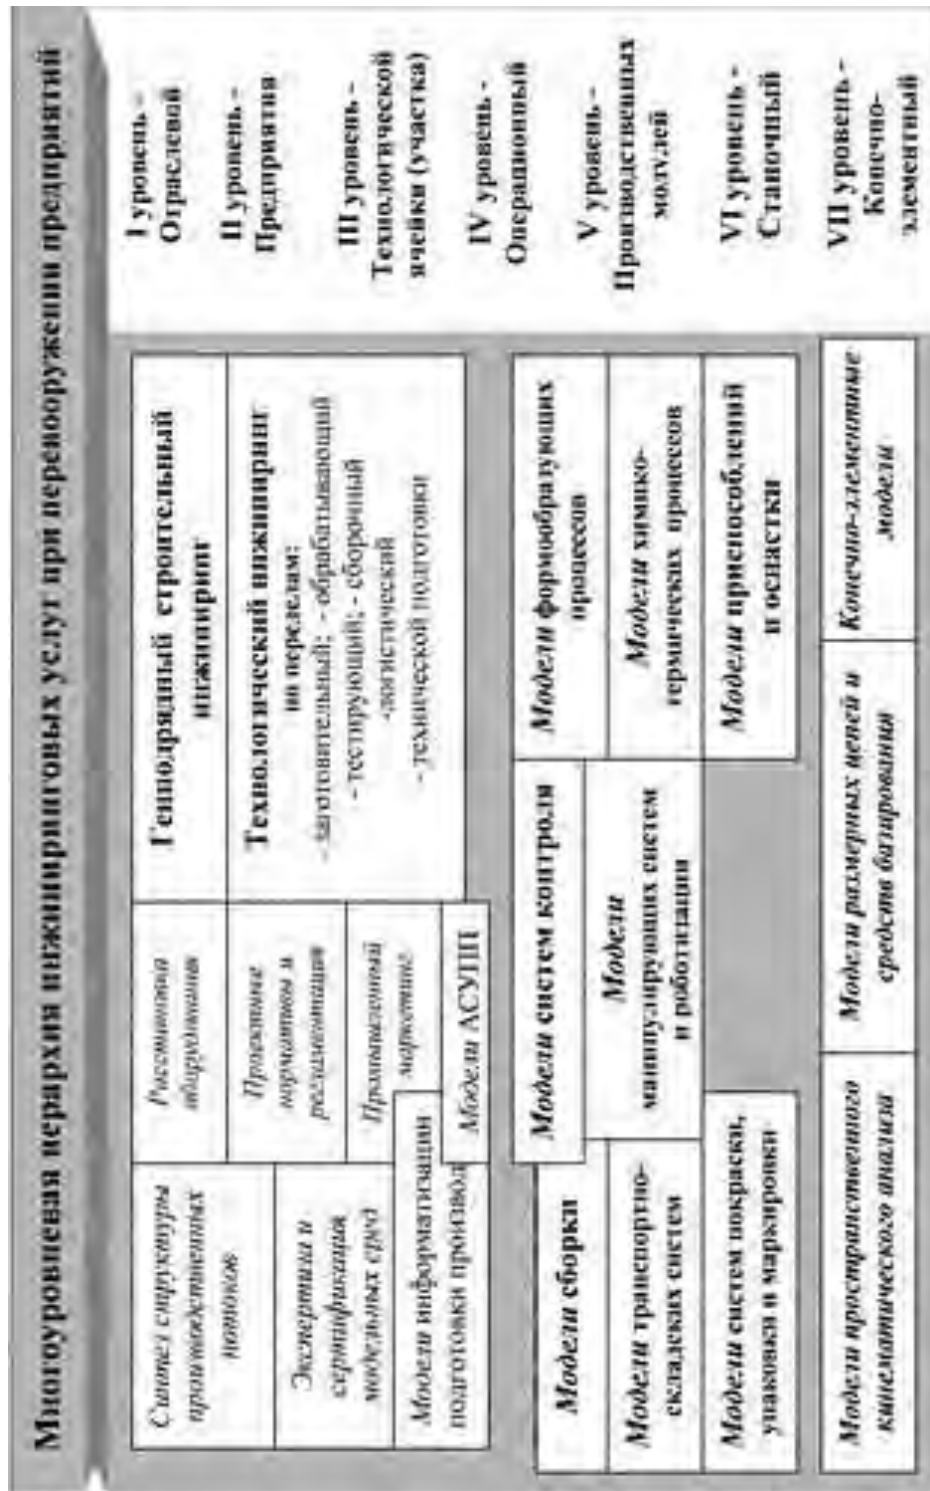 Многоуровневая иерархия инжиниринговых услуг при перевооружении предприятий
Синтез структуры
производственных
потоков
Расстановка
оборудования
Генподрядный строительный
инжиниринг
I уровень -
Отраслевой
Экспертиза и
сертификация
модельных сред
Проектные
нормативы и
регламентация
Промышленный
маркетинг
Технологический инжиниринг
по переделам:
- заготовительный; - обрабатывающий
- тестирующий; - сборочный
-логистический
- технической подготовки
II уровень –
Предприятия
III уровень -
Технологической
ячейки (участка)
Модели информатизации
подготовки производ
Модели АСУПП
IV уровень -
Операционный
Модели сборки
Модели систем контроля
Модели формообразующих
процессов
V уровень –
Производственных
модулей
Модели транспортно-
складских систем
Модели
манипулирующих систем
и роботизации
Модели химико-
термических процессов
Модели систем покраски,
упаковки и маркировки
Модели приспособлений
и оснастки
VI уровень -
Станочный
Модели пространственного
кинематического анализа
Модели размерных цепей и
средств базирования
Конечно-элементные
модели
VII уровень -
Конечно-
элементный